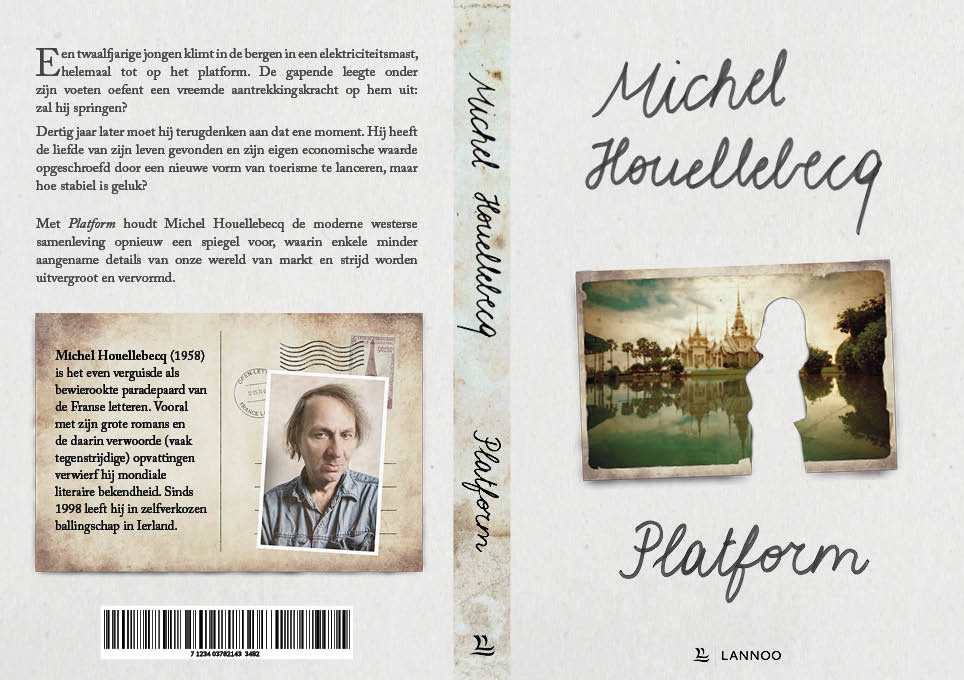 Een twaalfjarige jongen klimt in de bergen in een elektriciteitsmast,
helemaal tot op het platform. De gapende leegte onder
zijn voeten oefent een vreemde aantrekkingskracht op hem uit:
zal hij springen?
Dertig jaar later moet hij terugdenken aan dat ene moment. Hij heeft
de liefde van zijn leven gevonden en zijn eigen economische waarde
opgeschroefd door een nieuwe vorm van toerisme te lanceren, maar
hoe stabiel is geluk?
Met Platform houdt Michel Houellebecq de moderne westerse
samenleving opnieuw een spiegel voor, waarin enkele minder
aangename details van onze wereld van markt en strijd worden
uitvergroot en vervormd.
Michel Houellebecq (1958)
is het even verguisde als
bewierookte paradepaard van
de Franse letteren. Vooral
met zijn grote romans en
de daarin verwoorde (vaak
tegenstrijdige) opvattingen
verwierf hij mondiale
literaire bekendheid. Sinds
1998 leeft hij in zelfverkozen
ballingschap in Ierland.
7 1234 03782143 3482
Michel Houellebecq
Platform
Michel
Houellebecq
Platform
LANNOO